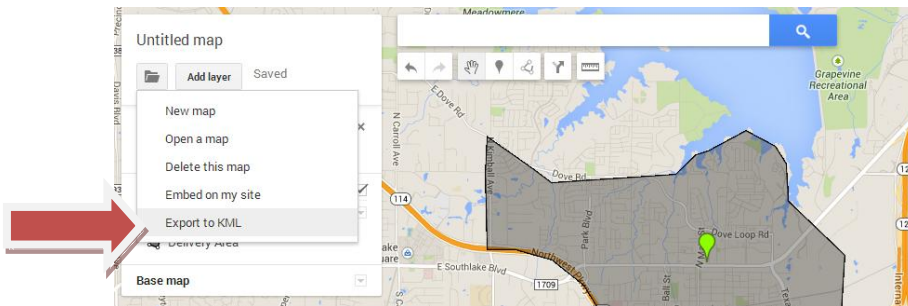 Meadowmere
Untitled map
Add layer
Saved
New map
Open a map
Delete this map
Embed on my site
Export to KML
Delivery Area
Base map
Grapevine
Recreational
Area
Davis Blvd
N Carroll Ave
E Dove Rd
N Kimball Ave
Dove Rd
114
Park Blvd
Dove Loop Rd
E Southlake Blvd
Northwest Pkwy
1709
Ball St